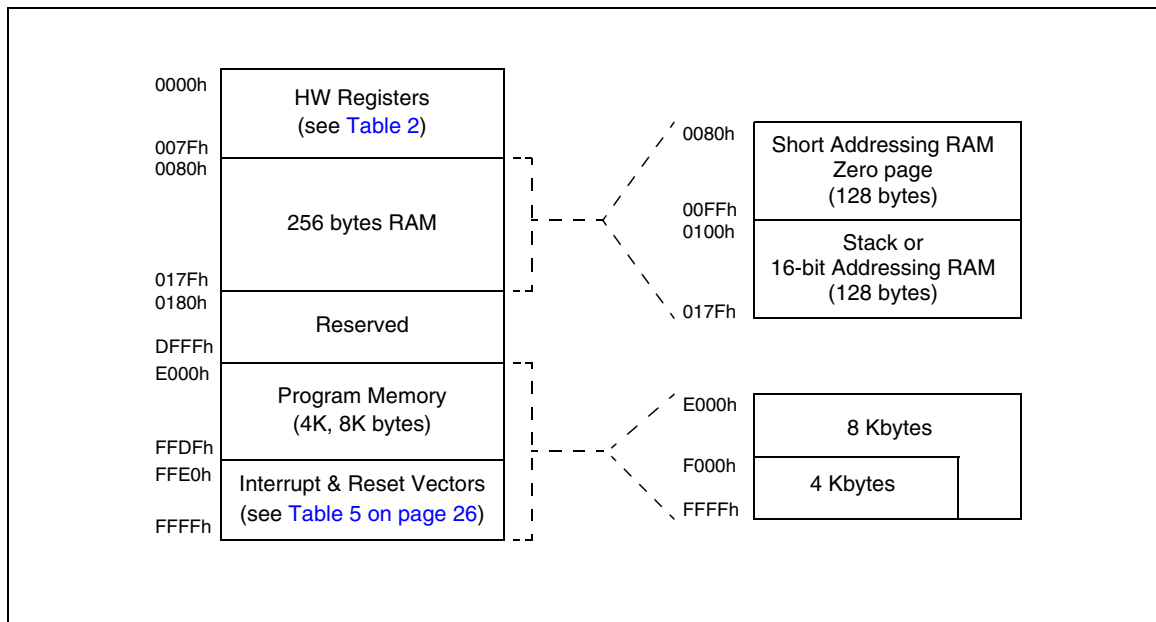 0000h
HW Registers
(see Table 2)
007Fh
0080h
256 bytes RAM
017Fh
0180h
Reserved
DFFFh
E000h
Program Memory
(4K, 8K bytes)
FFDFh
FFE0h
Interrupt & Reset Vectors
(see Table 5 on page 26)
FFFFh
0080h
Short Addressing RAM
Zero page
(128 bytes)
00FFh
0100h
Stack or
16-bit Addressing RAM
(128 bytes)
017Fh
E000h
8 Kbytes
F000h
4 Kbytes
FFFFh